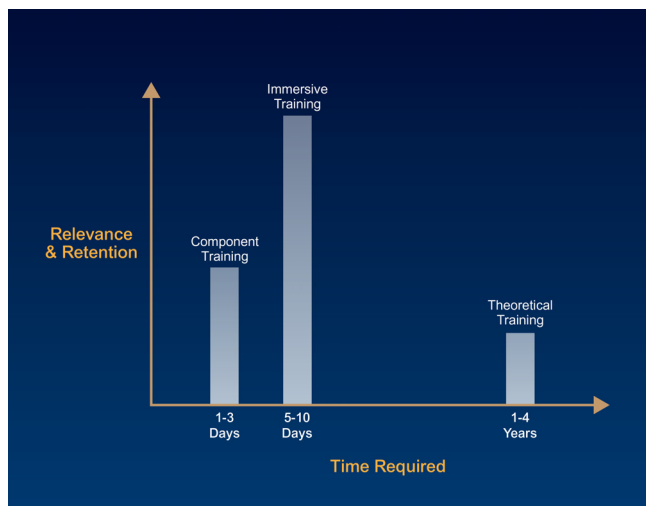 Immersive
Training
Relevance
& Retention
Component
Training
Theoretical
Training
1-3
Days
5-10
Days
1-4
Years
Time Required